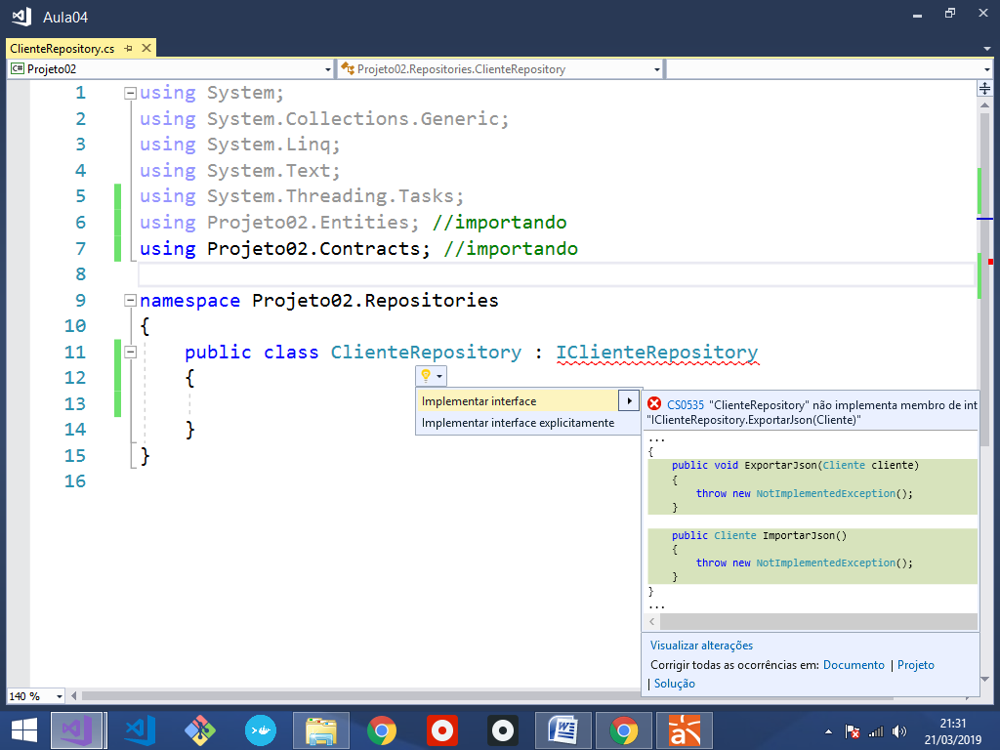 Aula04
ClienteRepository.cs
C# Projeto02
Projeto02.Repositories.ClienteRepository
1 using System;
2 using System.Collections.Generic;
3 using System.Linq;
4 using System.Text;
5 using System.Threading.Tasks;
6 using Projeto02.Entities; //importando
7 using Projeto02.Contracts; //importando
8
9 namespace Projeto02.Repositories
10 {
11 public class ClienteRepository : IClienteRepository
12 {
13
14 }
15 }
16
Implementar interface
Implementar interface explicitamente
CS0535 "ClienteRepository" não implementa membro de int
"IClienteRepository.ExportarJson(Cliente)"
...
{
public void ExportarJson(Cliente cliente)
{
throw new NotImplementedException();
}
public Cliente ImportarJson()
{
throw new NotImplementedException();
}
}
...
Visualizar alterações
Corrigir todas as ocorrências em: Documento | Projeto
| Solução
140 %
21:31
21/03/2019